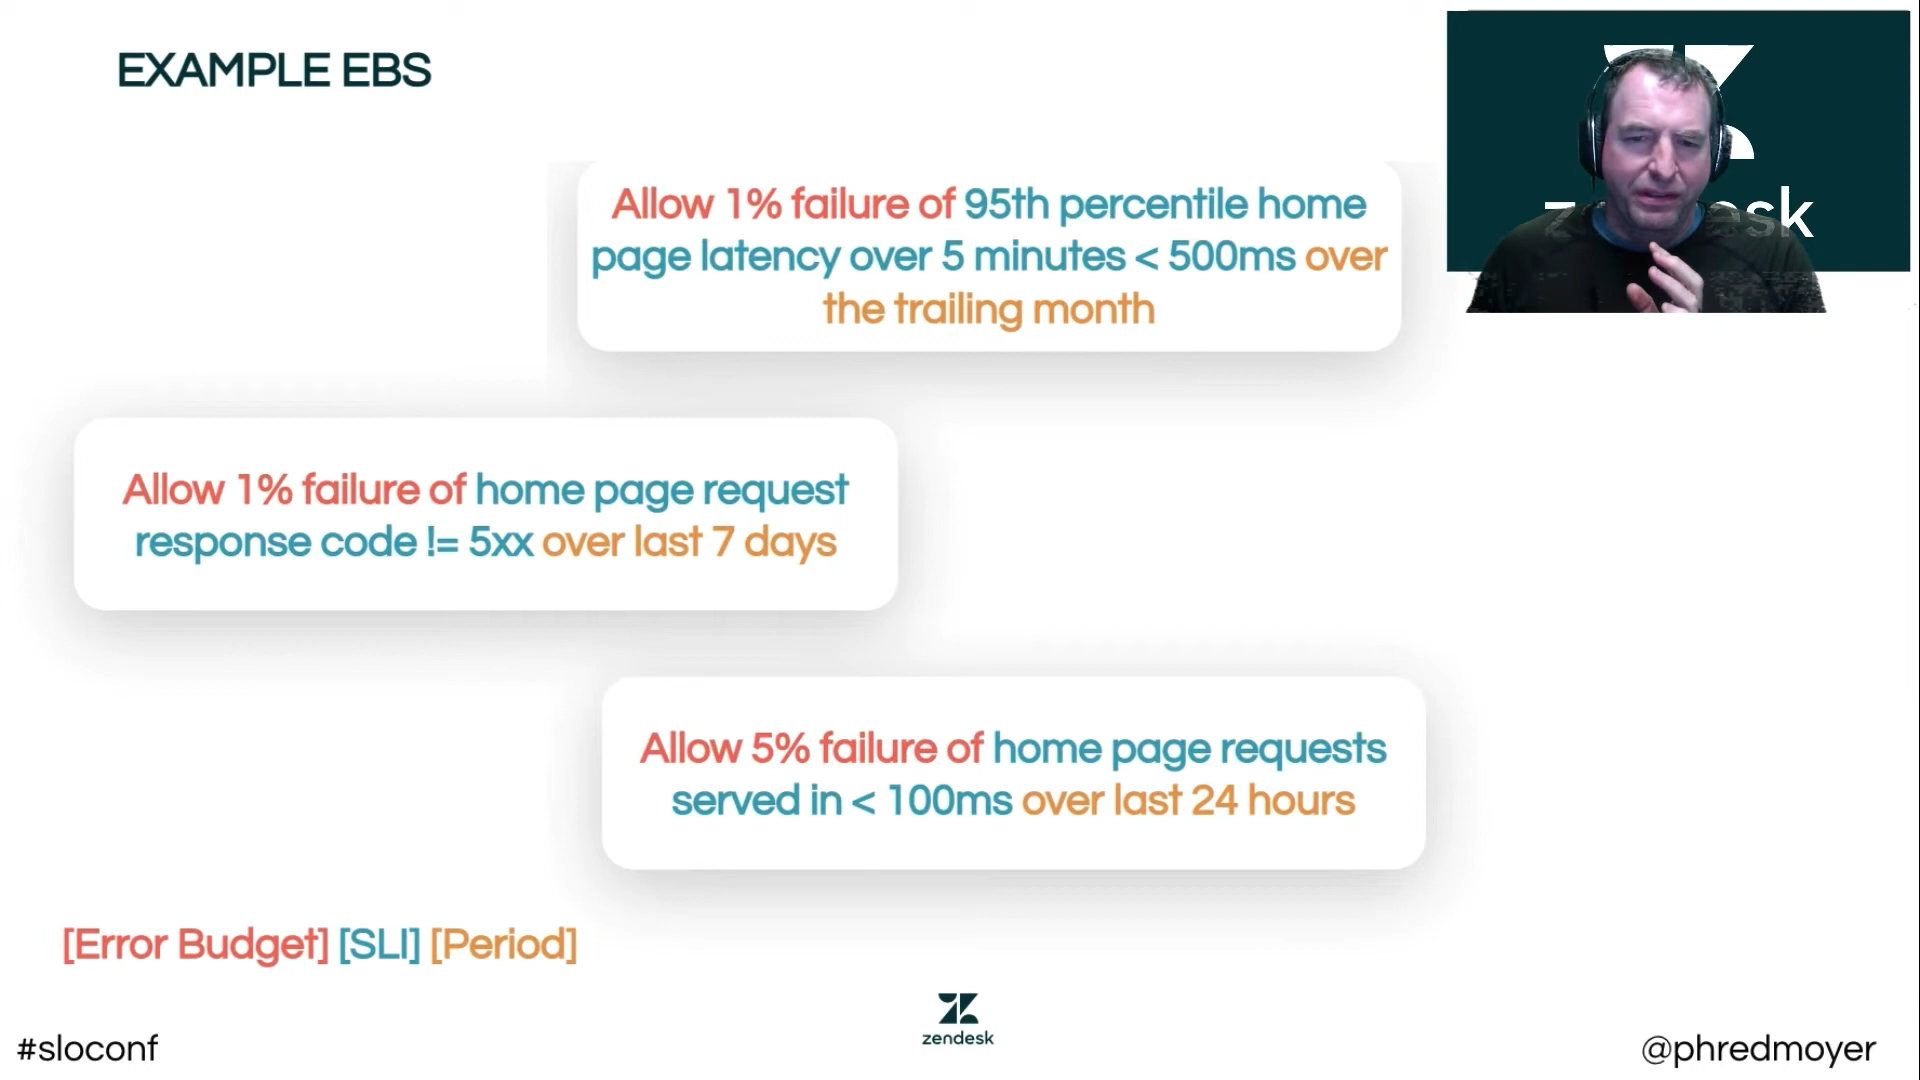 EXAMPLE EBS
Allow 1% failure of 95th percentile home
page latency over 5 minutes < 500ms over
the trailing month
Allow 1% failure of home page request
response code != 5xx over last 7 days
Allow 5% failure of home page requests
served in < 100ms over last 24 hours
[Error Budget] [SLI] [Period]
zendesk
#sloconf
@phredmoyer